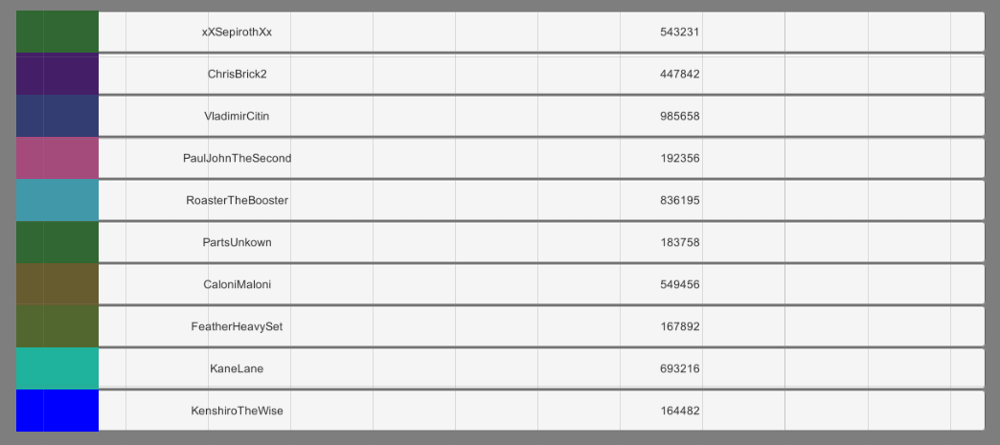 xXSepirothXx 543231
ChrisBrick2 447842
VladimirCitin 985658
PaulJohnTheSecond 192356
RoasterTheBooster 836195
PartsUnkown 183758
CaloniMaloni 549456
FeatherHeavySet 167892
KaneLane 693216
KenshiroTheWise 164482